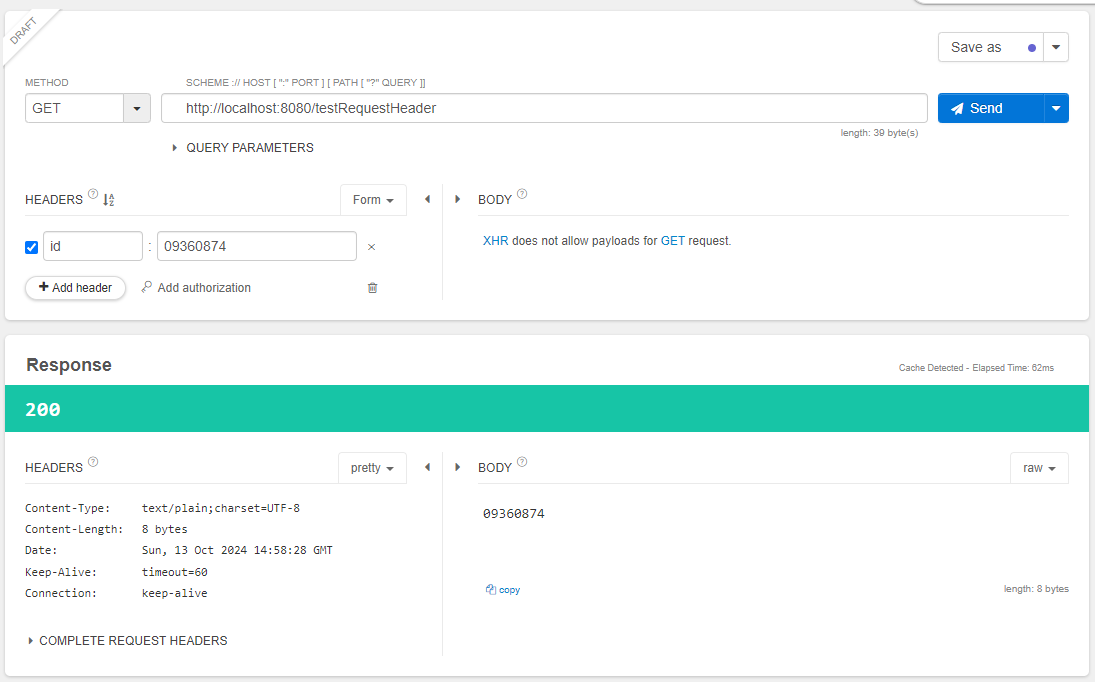 DRAFT
Save as
METHOD
SCHEME :// HOST [ ":" PORT ] [ PATH [ "?" QUERY ]]
GET
http://localhost:8080/testRequestHeader
Send
length: 39 byte(s)
QUERY PARAMETERS
HEADERS ?
Form
BODY ?
id : 09360874 ×
XHR does not allow payloads for GET request.
+ Add header
Add authorization
Response
Cache Detected - Elapsed Time: 62ms
200
HEADERS ?
pretty
BODY ?
raw
Content-Type: text/plain;charset=UTF-8
Content-Length: 8 bytes
Date: Sun, 13 Oct 2024 14:58:28 GMT
Keep-Alive: timeout=60
Connection: keep-alive
09360874
copy
length: 8 bytes
COMPLETE REQUEST HEADERS